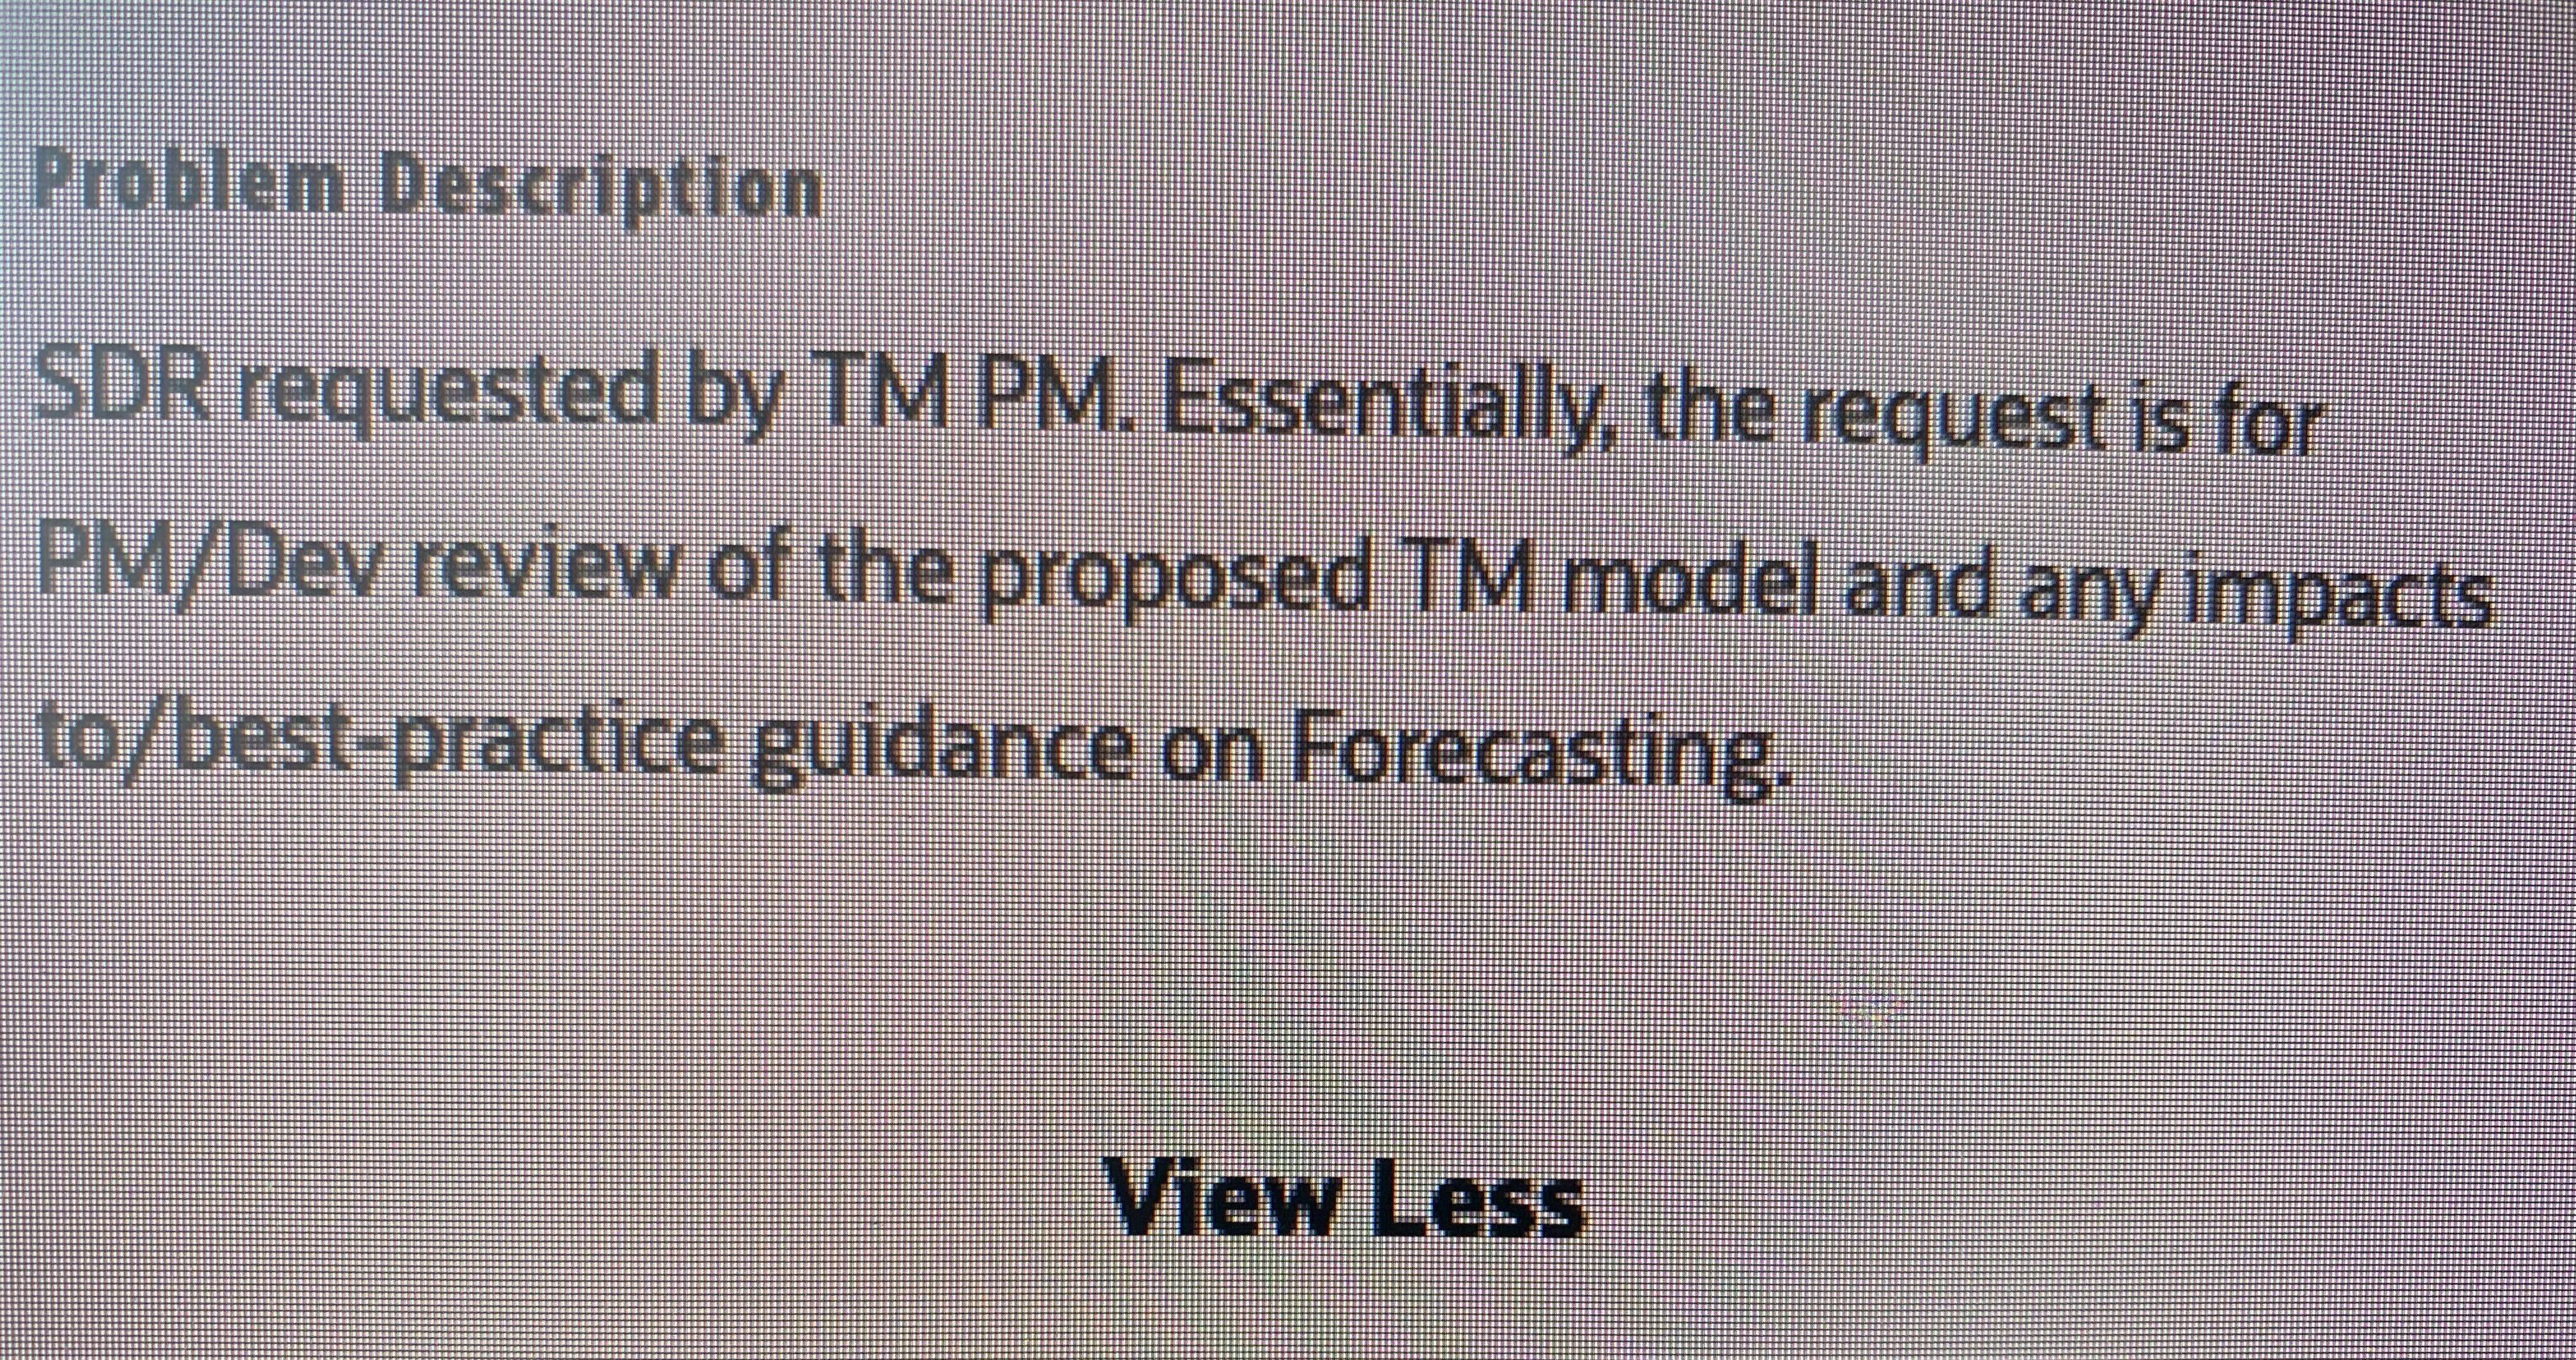 Problem Description
SDR requested by TM PM. Essentially, the request is for
PM/Dev review of the proposed TM model and any impacts
to/best-practice guidance on Forecasting.
View Less